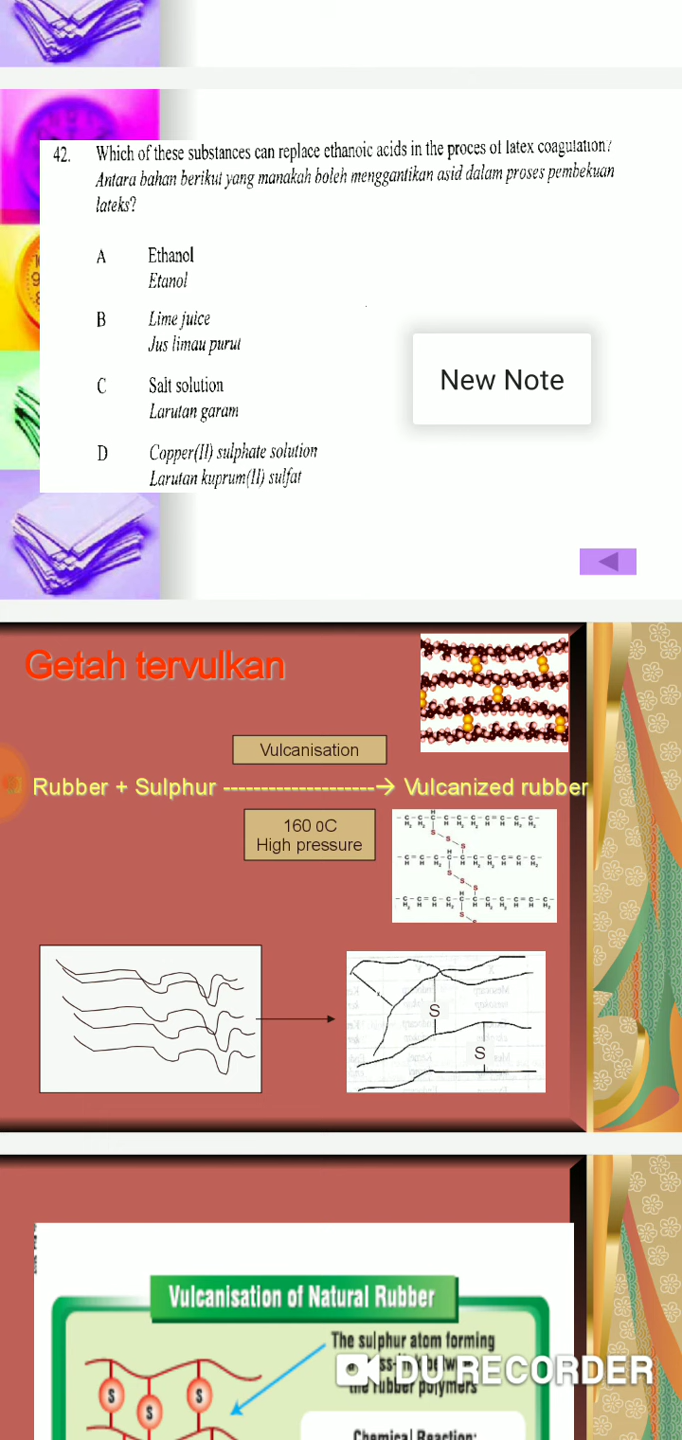 42. Which of these substances can replace ethanoic acids in the proces of latex coagulation?
Antara bahan berikut yang manakah boleh menggantikan asid dalam proses pembekuan
lateks?
A Ethanol
Etanol
B Lime juice
Jus limau purut
C Salt solution
Larutan garam
D Copper(II) sulphate solution
Larutan kuprum(II) sulfat
New Note
Getah tervulkan
Vulcanisation
Rubber + Sulphur --------------------→ Vulcanized rubber
160 0C
High pressure
S
S
Vulcanisation of Natural Rubber
The sulphur atom forming
the rubber polymers
DU RECORDER
S
S
S
Chemical Reaction: